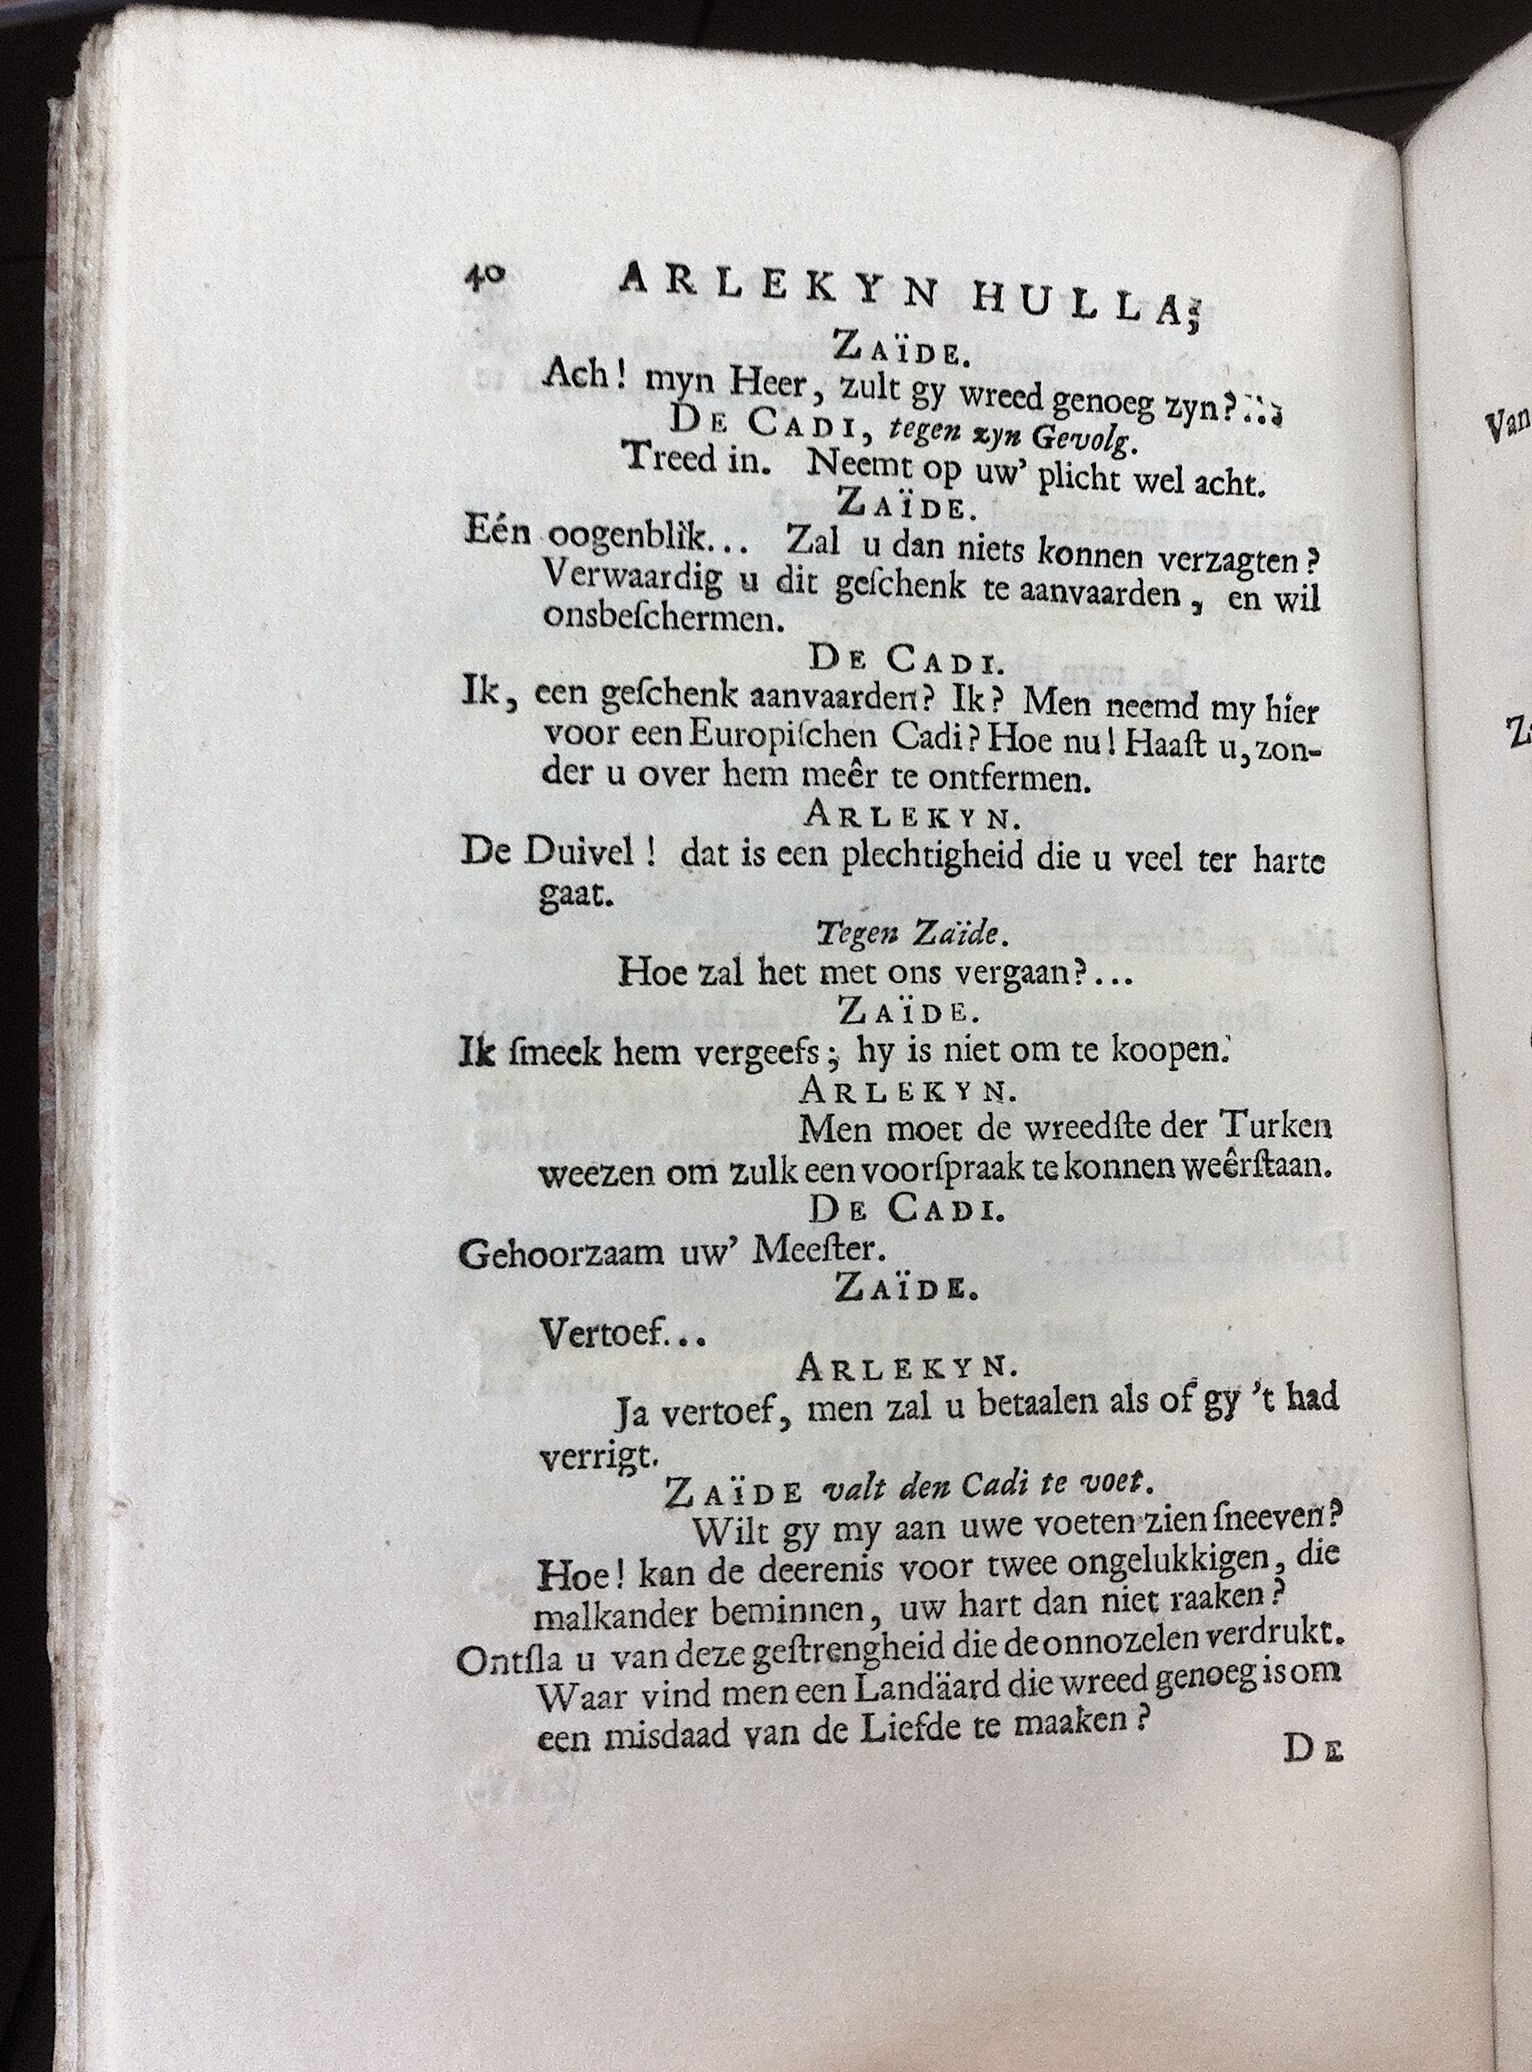 40 ARLEKYN HULLA;
ZAÏDE.
Ach! myn Heer, zult gy wreed genoeg zyn?...
DE CADI, tegen zyn Gevolg.
Treed in. Neemt op uw' plicht wel acht.
ZAÏDE.
Eén oogenblik... Zal u dan niets konnen verzagten?
Verwaardig u dit geſchenk te aanvaarden, en wil
onsbeſchermen.
DE CADI.
Ik, een geſchenk aanvaarden? Ik? Men neemd my hier
voor een Europiſchen Cadi? Hoe nu! Haaſt u, zon-
der u over hem meêr te ontfermen.
ARLEKYN.
De Duivel! dat is een plechtigheid die u veel ter harte
gaat.
Tegen Zaïde.
Hoe zal het met ons vergaan?...
ZAÏDE.
Ik ſmeek hem vergeefs; hy is niet om te koopen.
ARLEKYN.
Men moet de wreedſte der Turken
weezen om zulk een voorſpraak te konnen weêrſtaan.
DE CADI.
Gehoorzaam uw' Meeſter.
ZAÏDE.
Vertoef...
ARLEKYN.
Ja vertoef, men zal u betaalen als of gy 't had
verrigt.
ZAÏDE valt den Cadi te voet.
Wilt gy my aan uwe voeten zien ſneeven?
Hoe! kan de deerenis voor twee ongelukkigen, die
malkander beminnen, uw hart dan niet raaken?
Ontſla u van deze geſtrengheid die de onnozelen verdrukt.
Waar vind men een Landäard die wreed genoeg is om
een misdaad van de Liefde te maaken?
DE
Van